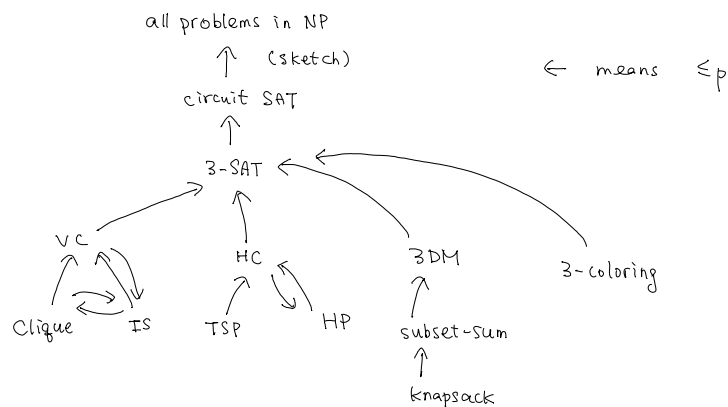 all problems in NP
(sketch)
← means ≤p
circuit SAT
3-SAT
VC
HC
3DM
3-coloring
Clique
IS
TSP
HP
subset-sum
knapsack